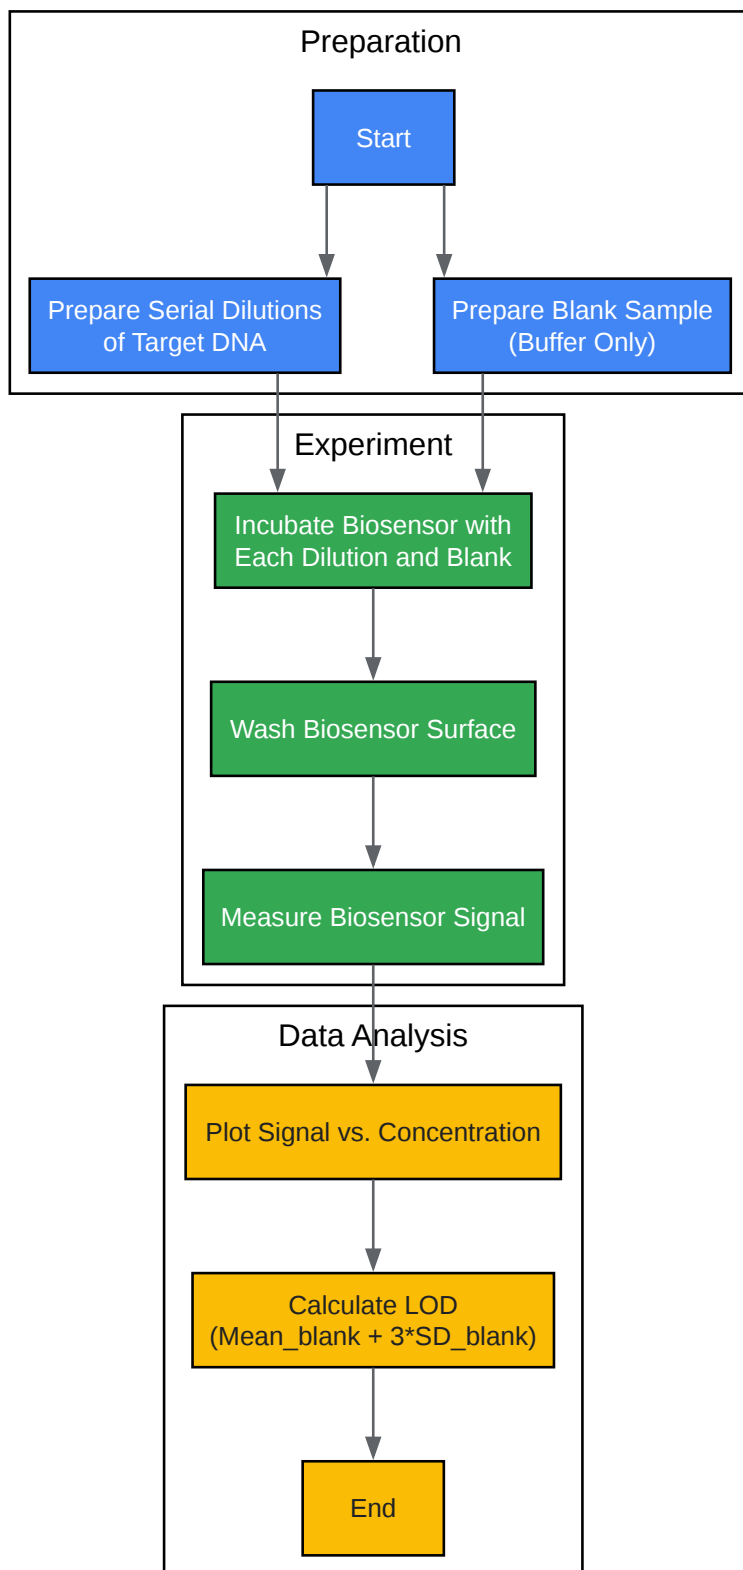 Preparation
Start
Prepare Serial Dilutions
of Target DNA
Prepare Blank Sample
(Buffer Only)
Experiment
Incubate Biosensor with
Each Dilution and Blank
Wash Biosensor Surface
Measure Biosensor Signal
Data Analysis
Plot Signal vs. Concentration
Calculate LOD
(Mean_blank + 3*SD_blank)
End